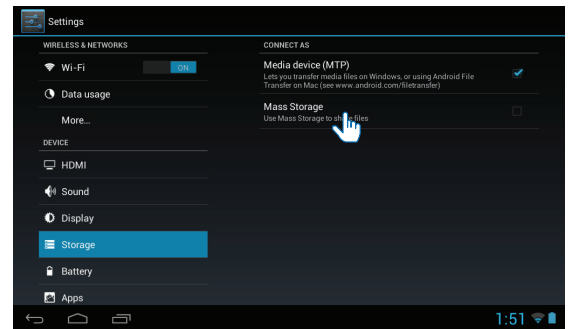 Settings
WIRELESS & NETWORKS
Wi-Fi
ON
Data usage
More...
DEVICE
HDMI
Sound
Display
Storage
Battery
Apps
CONNECT AS
Media device (MTP)
Lets you transfer media files on Windows, or using Android File
Transfer on Mac (see www.android.com/filetransfer)
Mass Storage
Use Mass Storage to share files
1:51